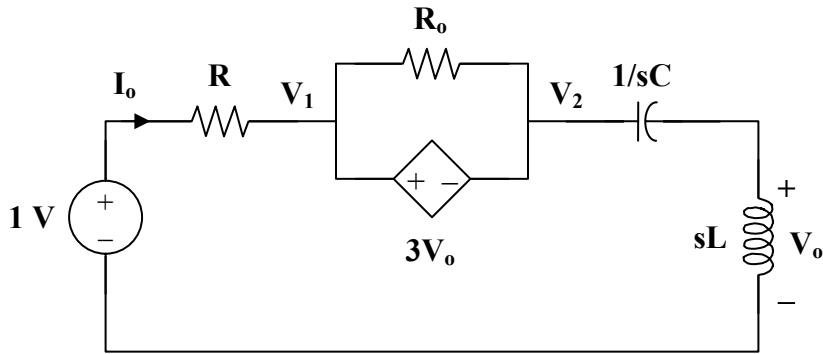 Rₒ
R
1/sC
Iₒ
V₁
V₂
+
+ −
+
1 V
−
sL
Vₒ
3Vₒ
−